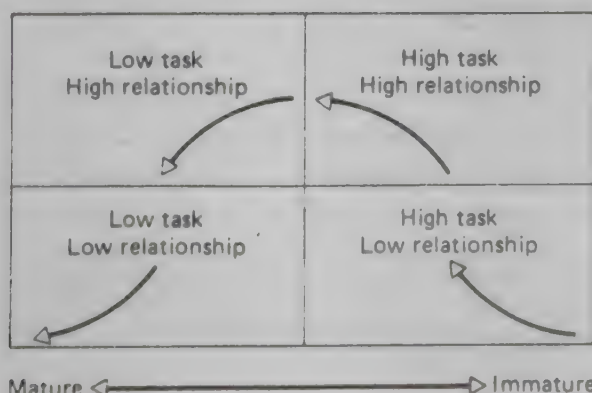 Low task
High relationship
High task
High relationship
Low task
Low relationship
High task
Low relationship
Mature
Immature